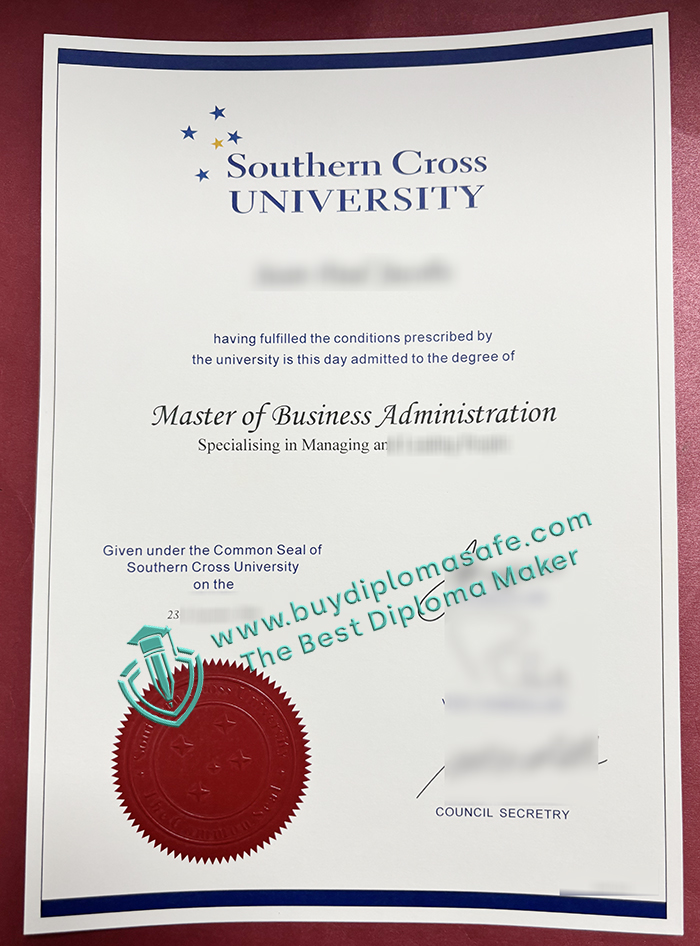 Southern Cross
UNIVERSITY
having fulfilled the conditions prescribed by
the university is this day admitted to the degree of
Master of Business Administration
Specialising in Managing
Given under the Common Seal of
Southern Cross University
on the
23
www.buydiplomasafe.com
The Best Diploma Maker
COUNCIL SECRETRY